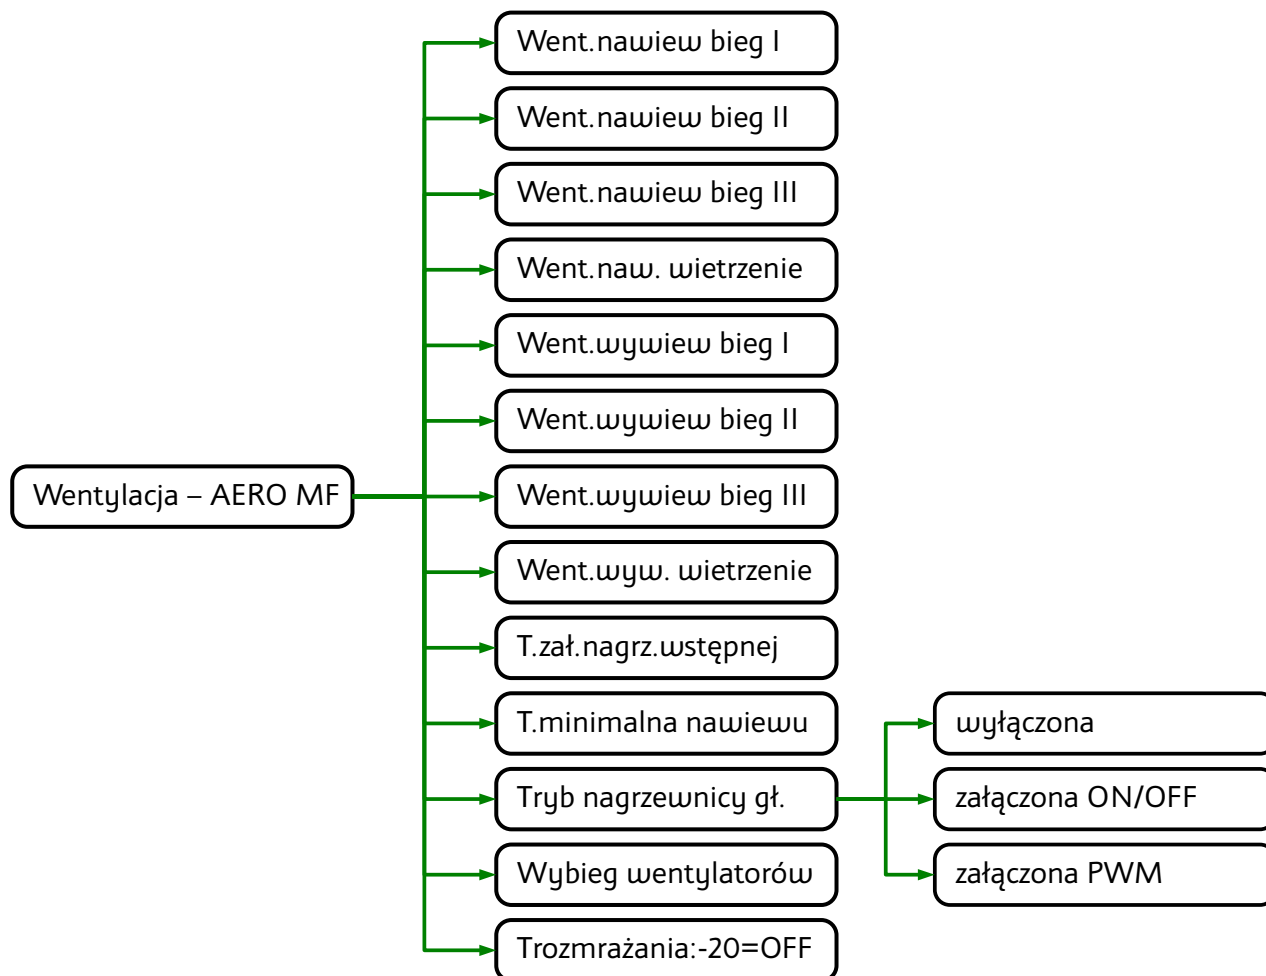 Went.nawiew bieg I
Went.nawiew bieg II
Went.nawiew bieg III
Went.naw. wietrzenie
Went.wywiew bieg I
Went.wywiew bieg II
Wentylacja – AERO MF
Went.wywiew bieg III
Went.wyw. wietrzenie
T.zał.nagrz.wstępnej
T.minimalna nawiewu
wyłączona
Tryb nagrzewnicy gł.
załączona ON/OFF
Wybieg wentylatorów
załączona PWM
Trozmrażania:-20=OFF